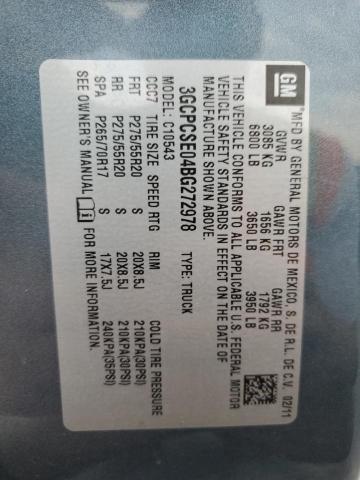 GM
MFD BY GENERAL MOTORS DE MEXICO, S. DE R.L. DE C.V. 02/11
GVWR GAWR FRT GAWR RR
3085 KG 1656 KG 1792 KG
6800 LB 3650 LB 3950 LB
THIS VEHICLE CONFORMS TO ALL APPLICABLE U.S. FEDERAL MOTOR
VEHICLE SAFETY STANDARDS IN EFFECT ON THE DATE OF
MANUFACTURE SHOWN ABOVE.
3GCPCSE04BG272978 TYPE: TRUCK
C10543
CCC7 TIRE SIZE SPEED RTG RIM COLD TIRE PRESSURE
FRT P275/55R20 S 20X8.5J 210KPA(30PSI)
RR P275/55R20 S 20X8.5J 210KPA(30PSI)
SPA P265/70R17 S 17X7.5J 240KPA(35PSI)
SEE OWNER'S MANUAL